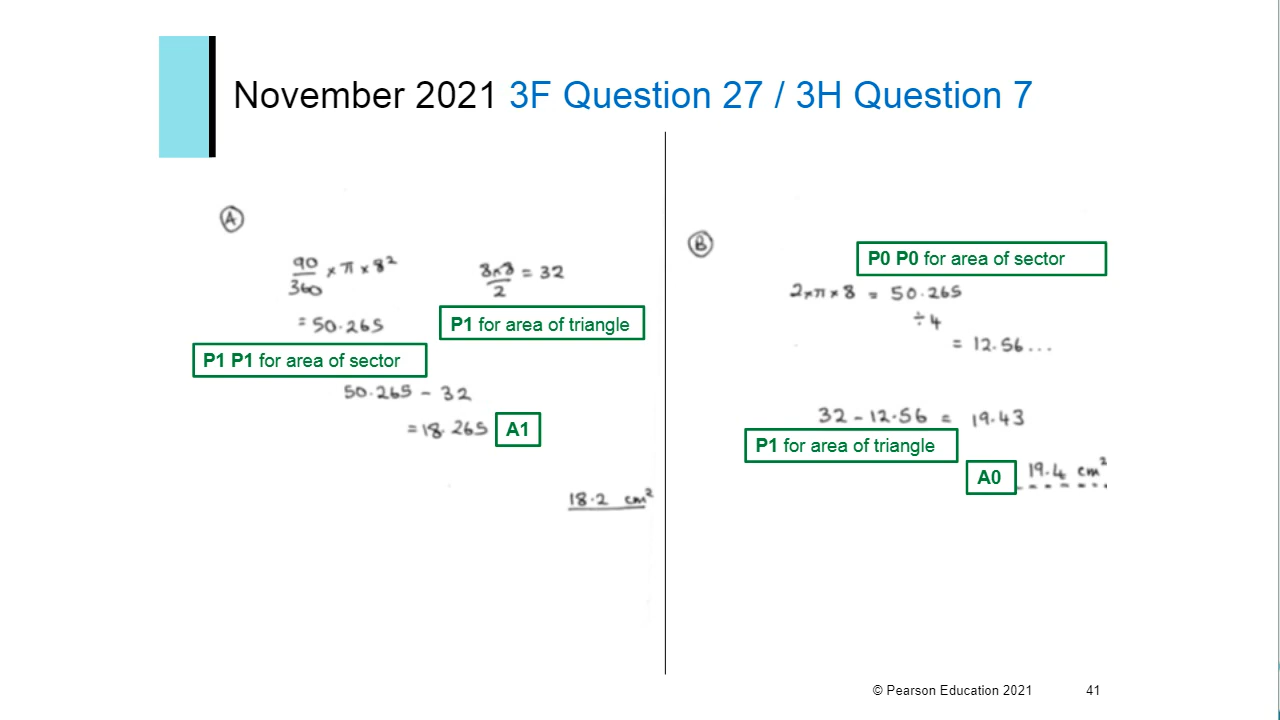 November 2021 3F Question 27 / 3H Question 7
A
90/360 × π × 8²
= 50.265
8×8/2 = 32
P1 for area of triangle
P1 P1 for area of sector
50.265 - 32
= 18.265
A1
18.2 cm²
B
P0 P0 for area of sector
2×π×8 = 50.265
÷4
= 12.56...
32 - 12.56 = 19.43
P1 for area of triangle
A0
19.4 cm²
© Pearson Education 2021
41